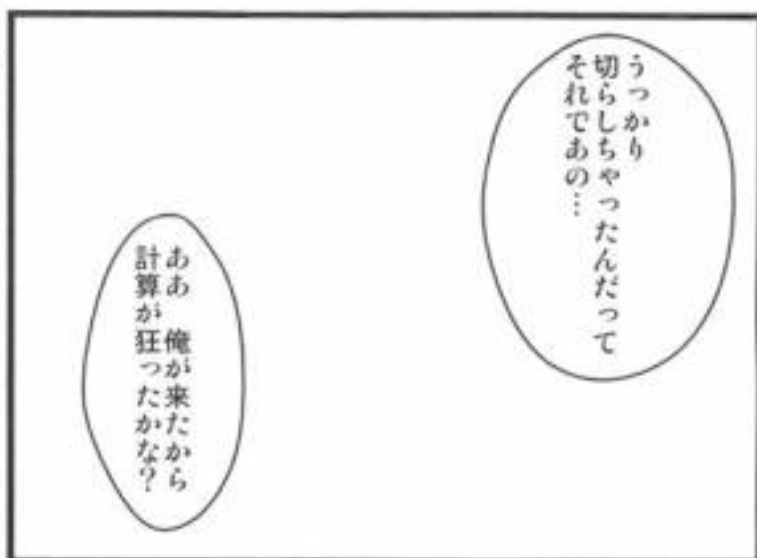 うっかり
切らしちゃったんだって
それであの…
ああ　俺が来たから
計算が狂ったかな？